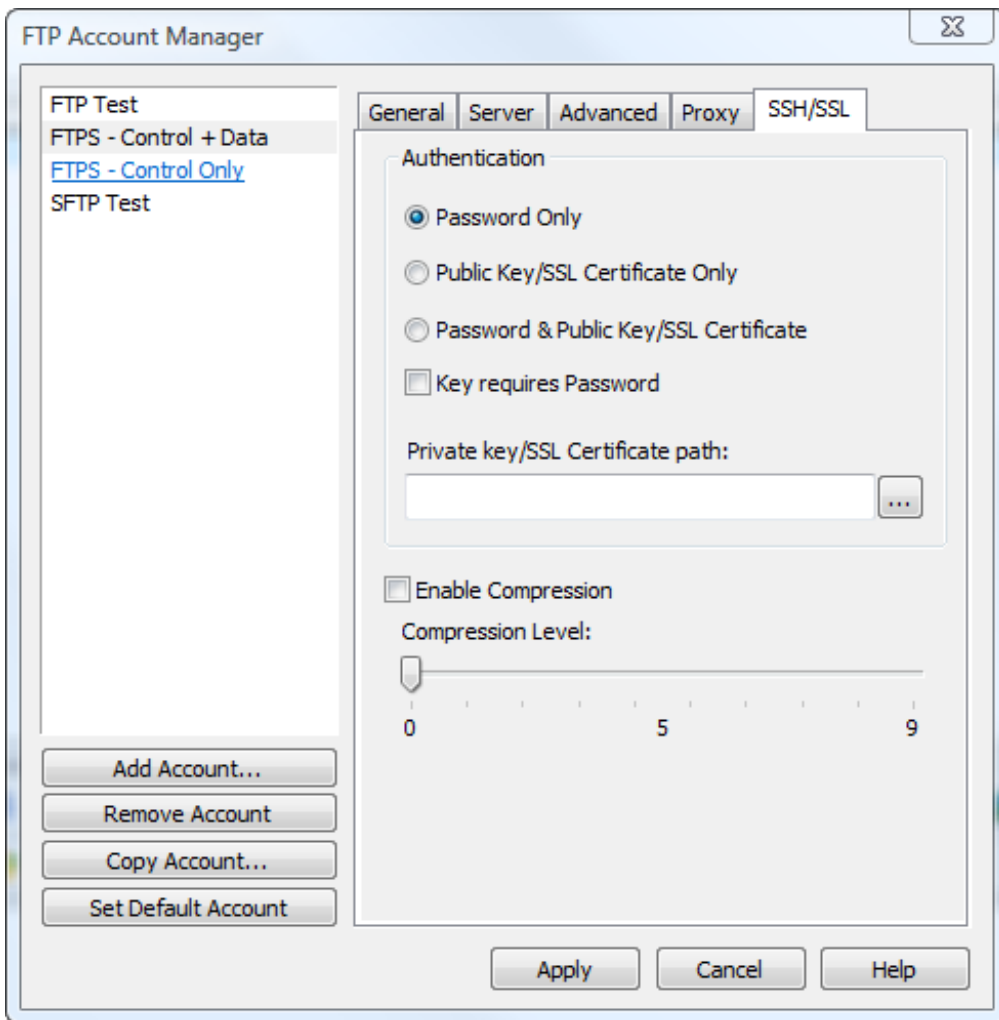 FTP Account Manager
FTP Test
FTPS - Control + Data
FTPS - Control Only
SFTP Test
Add Account...
Remove Account
Copy Account...
Set Default Account
General Server Advanced Proxy SSH/SSL
Authentication
Password Only
Public Key/SSL Certificate Only
Password & Public Key/SSL Certificate
Key requires Password
Private key/SSL Certificate path:
...
Enable Compression
Compression Level:
0 5 9
Apply Cancel Help